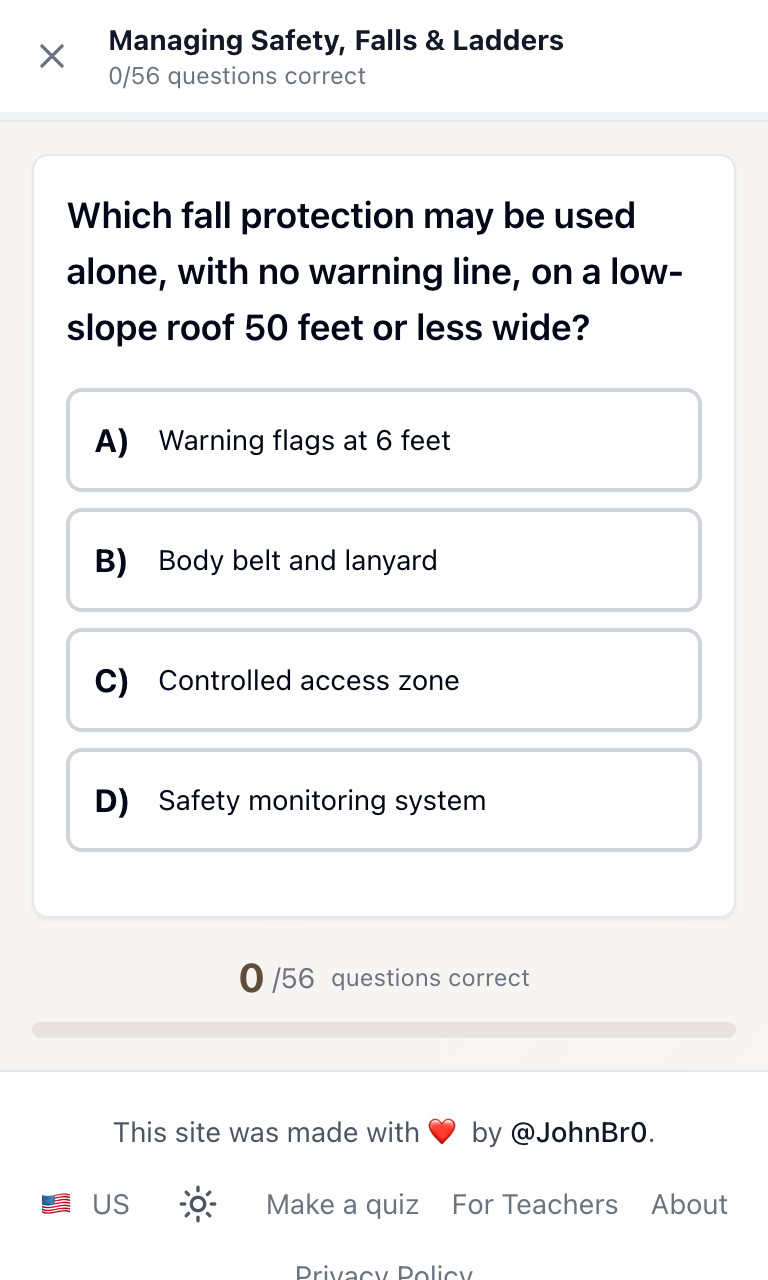 Managing Safety, Falls & Ladders
0/56 questions correct
Which fall protection may be used
alone, with no warning line, on a low-
slope roof 50 feet or less wide?
A) Warning flags at 6 feet
B) Body belt and lanyard
C) Controlled access zone
D) Safety monitoring system
0 /56 questions correct
This site was made with ❤️ by @JohnBr0.
🇺🇸 US Make a quiz For Teachers About
Privacy Policy